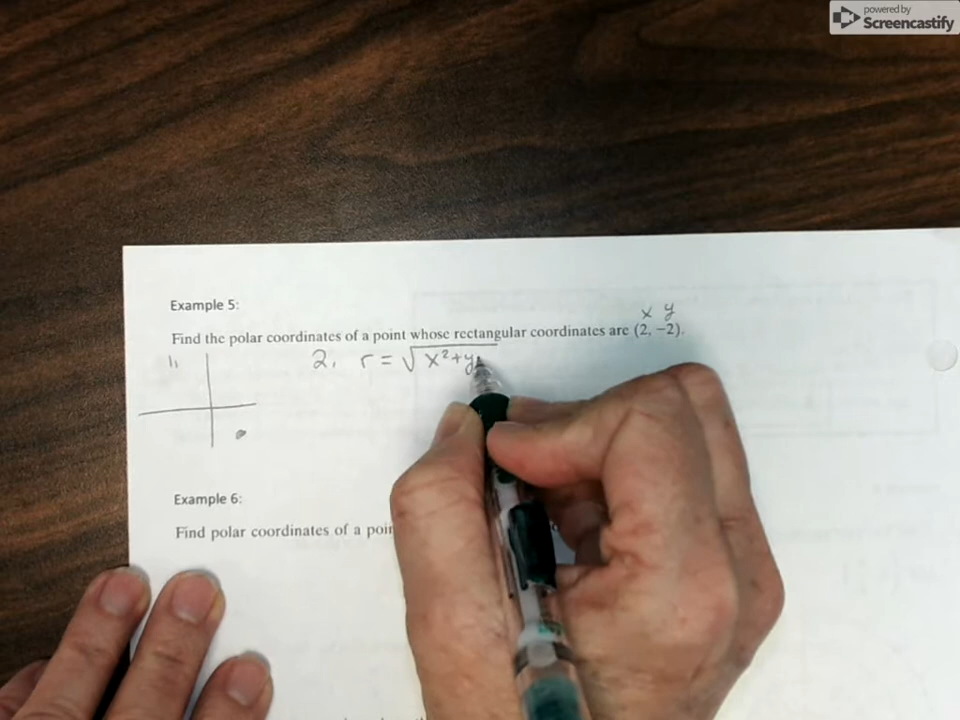 powered by
Screencastify
Example 5:
x y
Find the polar coordinates of a point whose rectangular coordinates are (2, −2).
1.
2. r = √x²+y
Example 6:
Find polar coordinates of a